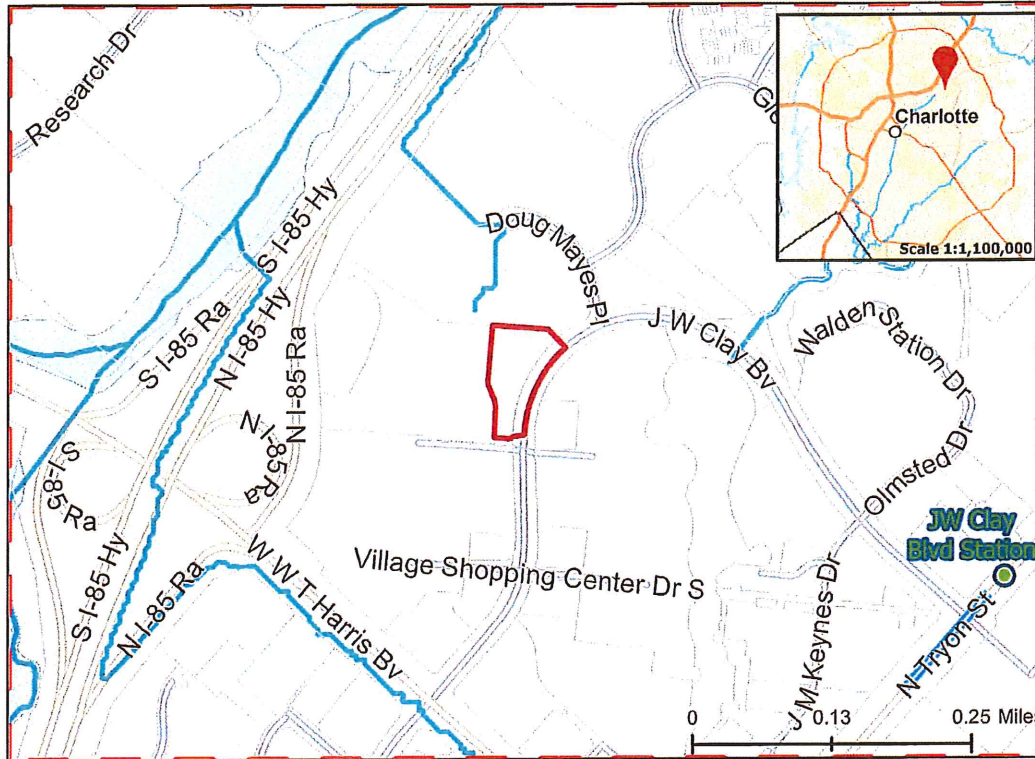 Research Dr
S I-85 Hy
N I-85 Hy
S I-85 Ra
N I-85 Ra
N I-85 Ra
S I-85 Ra
S I-85 Hy
N I-85 Ra
W W T Harris Bv
Village Shopping Center Dr S
Doug Mayes Pl
J W Clay Bv
Walden Station Dr
Olmsted Dr
JW Clay
Blvd Station
J M Keynes Dr
N Tryon St
Charlotte
Scale 1:1,100,000
0 0.13 0.25 Miles